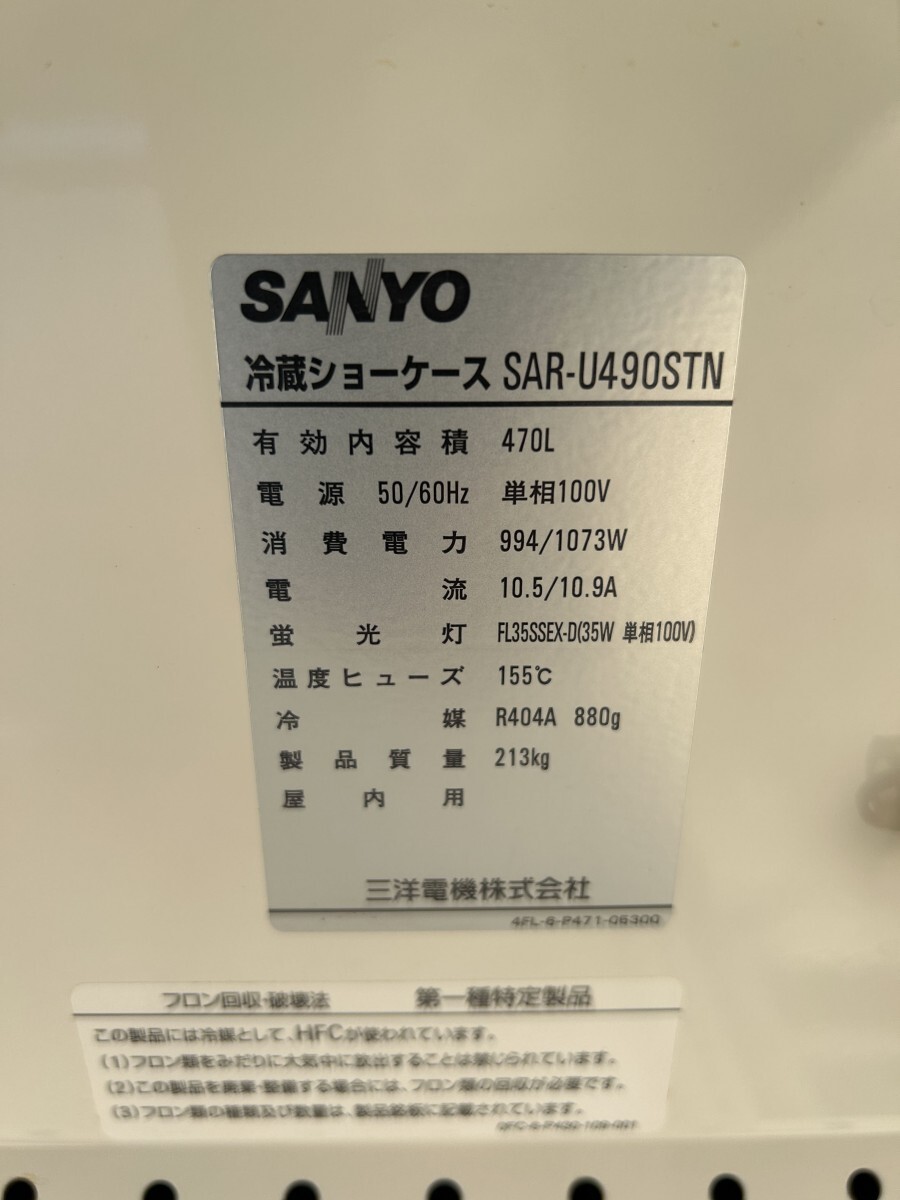 SANYO
冷蔵ショーケース SAR-U490STN
有効内容積 470L
電源 50/60Hz 単相100V
消費電力 994/1073W
電流 10.5/10.9A
蛍光灯 FL35SSEX-D(35W 単相100V)
温度ヒューズ 155℃
冷媒 R404A 880g
製品質量 213kg
屋内用
三洋電機株式会社
4FL-6-P471-06300
フロン回収・破壊法 第一種特定製品
この製品には冷媒として、HFCが使われています。
(1)フロン類をみだりに大気中に放出することは禁じられています。
(2)この製品を廃棄・整備する場合には、フロン類の回収が必要です。
(3)フロン類の種類及び数量は、製品銘板に記載されています。